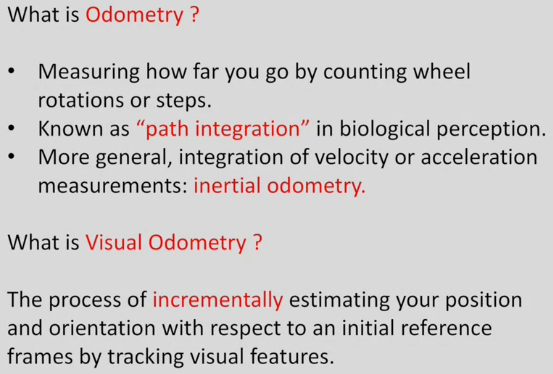 What is Odometry ?
• Measuring how far you go by counting wheel
rotations or steps.
• Known as “path integration” in biological perception.
• More general, integration of velocity or acceleration
measurements: inertial odometry.
What is Visual Odometry ?
The process of incrementally estimating your position
and orientation with respect to an initial reference
frames by tracking visual features.